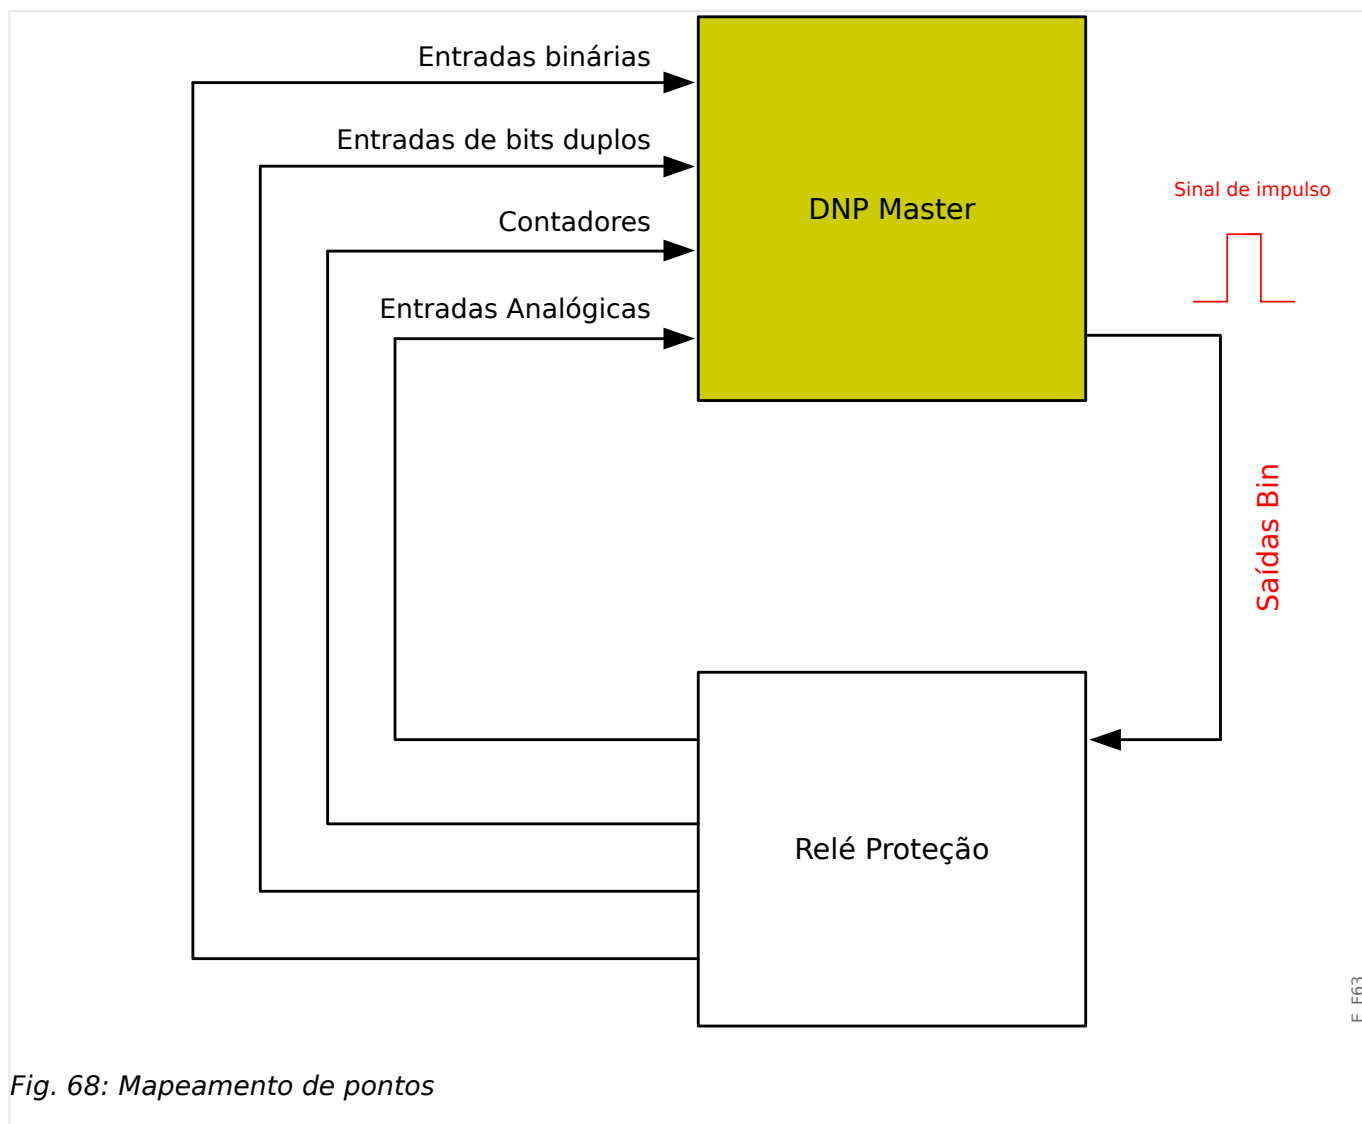 Entradas binárias
Entradas de bits duplos
Contadores
Entradas Analógicas
DNP Master
Sinal de impulso
Saídas Bin
Relé Proteção
Fig. 68: Mapeamento de pontos